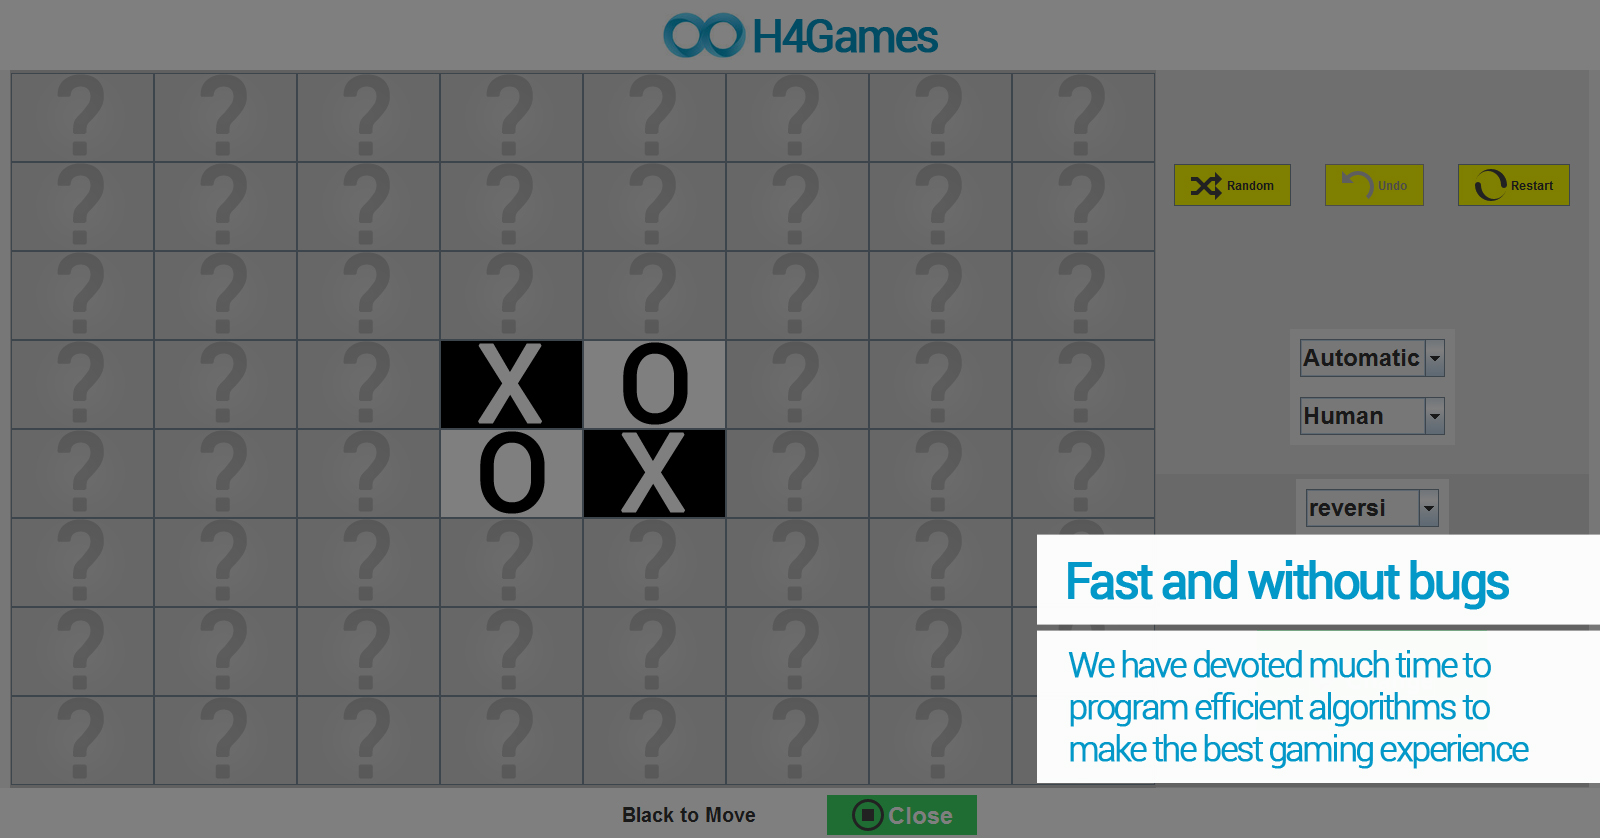 H4Games
? ? ? ? ? ? ? ?
? ? ? ? ? ? ? ?
Random
Undo
Restart
? ? ? ? ? ? ? ?
? ? ? X O ? ? ?
Automatic
Human
? ? ? O X ? ? ?
reversi
? ? ? ? ? ? ? ?
Fast and without bugs
? ? ? ? ? ? ? ?
We have devoted much time to
program efficient algorithms to
make the best gaming experience
? ? ? ? ? ? ?
Black to Move
Close